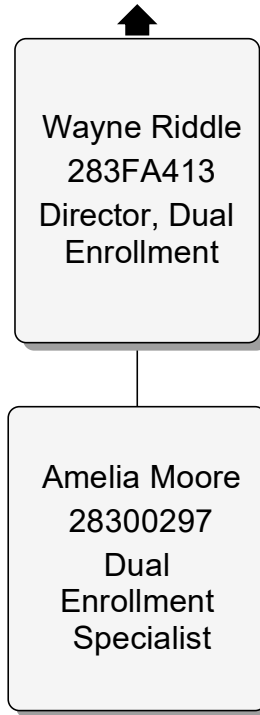 Wayne Riddle
283FA413
Director, Dual
Enrollment
Amelia Moore
28300297
Dual
Enrollment
Specialist